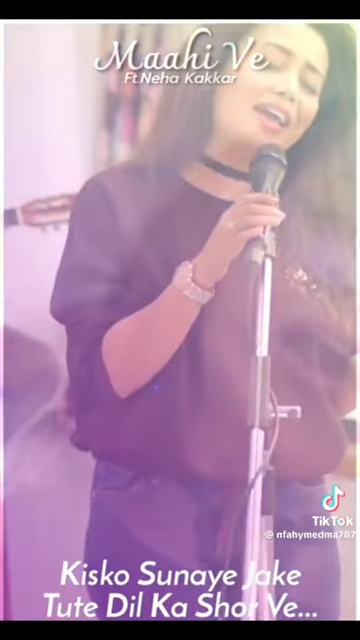 Maahi Ve
Ft.Neha Kakkar
TikTok
@ nfahymedma787
Kisko Sunaye Jake
Tute Dil Ka Shor Ve...